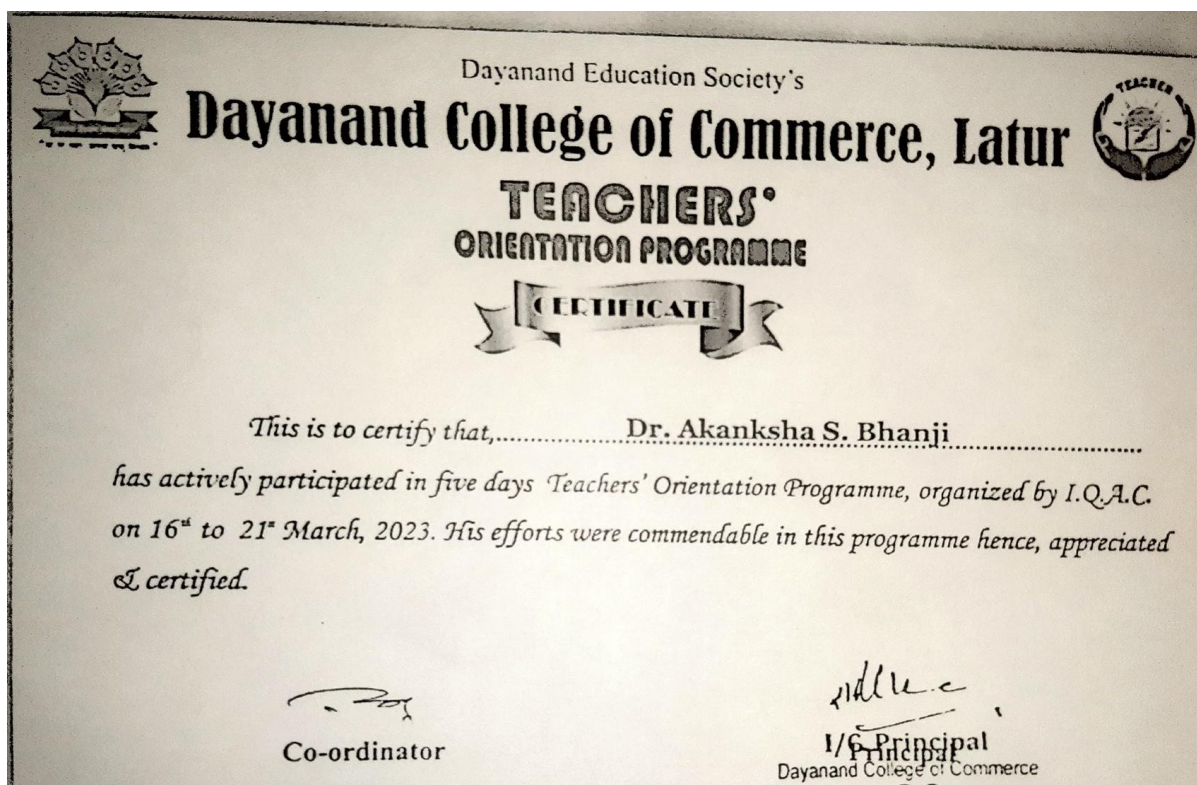 Dayanand Education Society's
Dayanand College of Commerce, Latur
TEACHER
TEACHERS'
ORIENTATION PROGRAMME
CERTIFICATE
This is to certify that,..................Dr. Akanksha S. Bhanji..............................
has actively participated in five days Teachers' Orientation Programme, organized by I.Q.A.C.
on 16st to 21st March, 2023. His efforts were commendable in this programme hence, appreciated
& certified.
Co-ordinator
I/C Principal
Principal
Dayanand College of Commerce